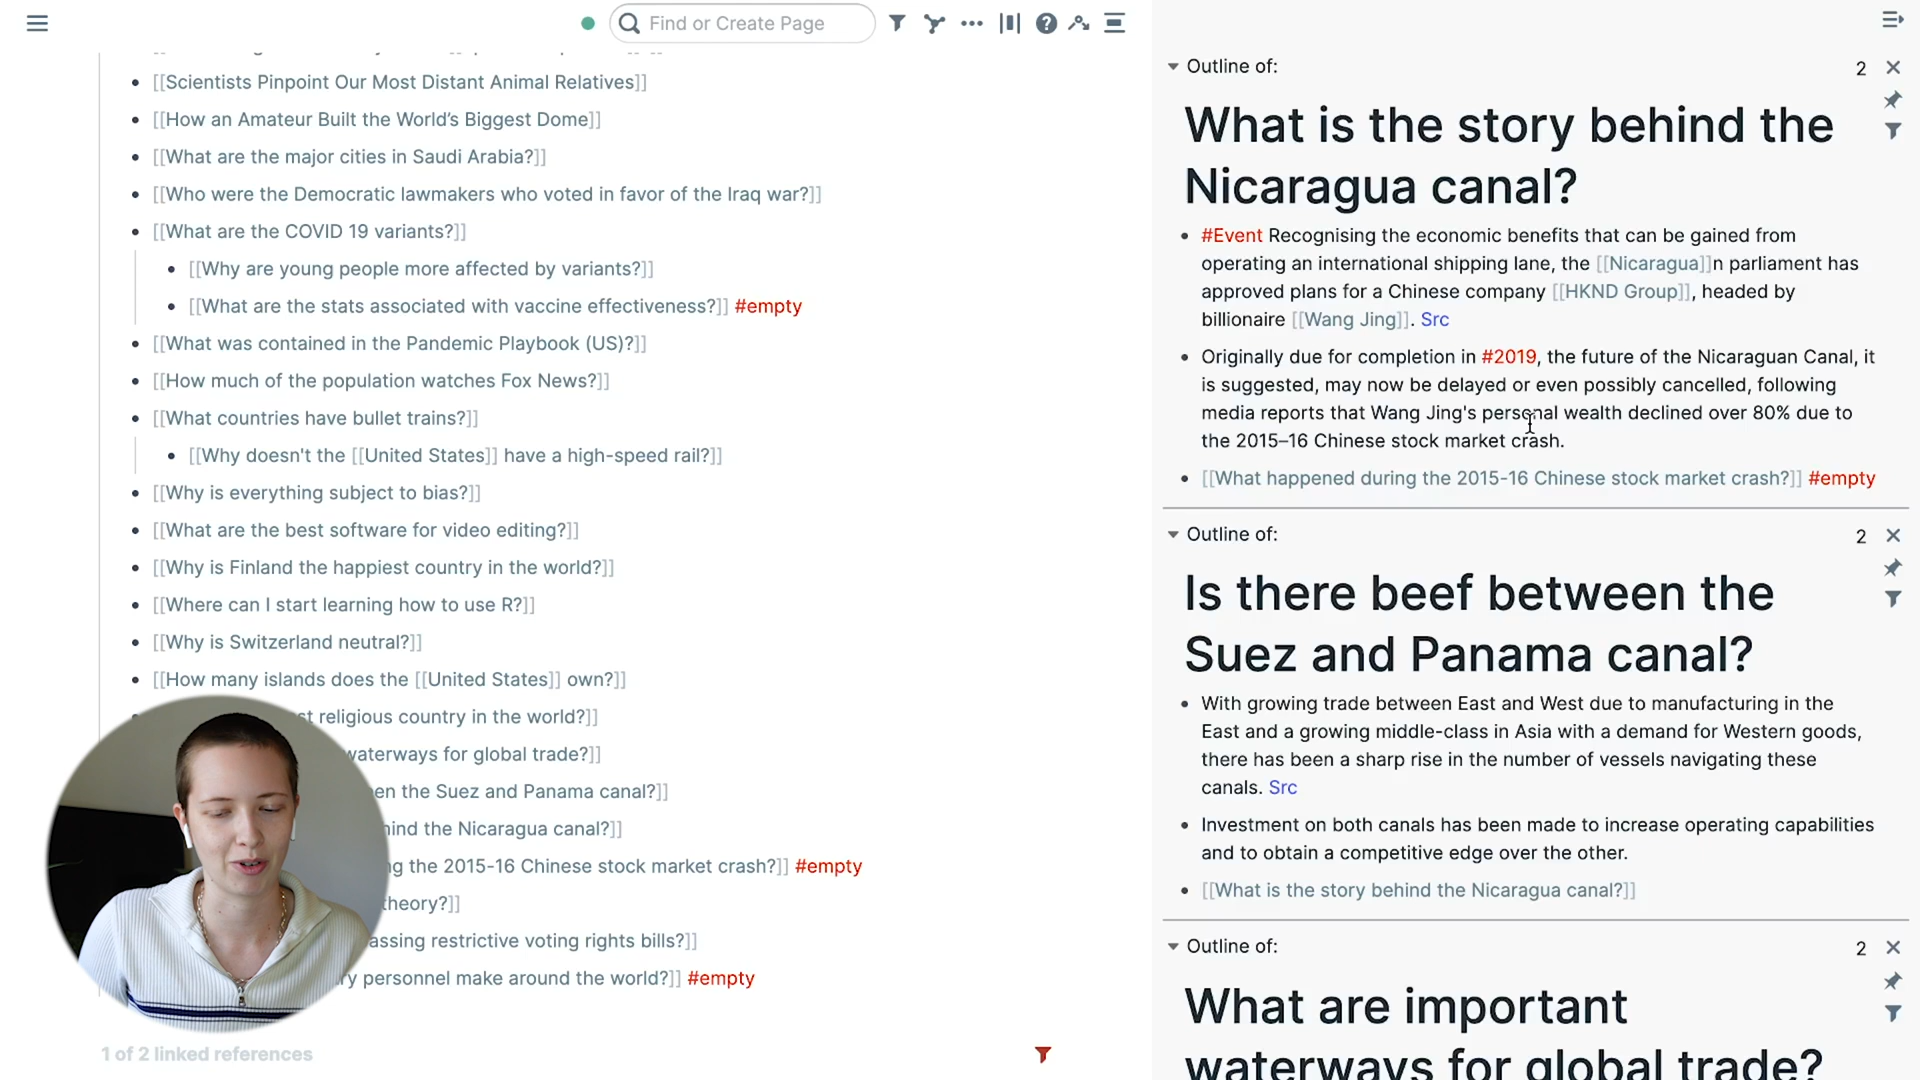 Find or Create Page
[[Scientists Pinpoint Our Most Distant Animal Relatives]]
[[How an Amateur Built the World’s Biggest Dome]]
[[What are the major cities in Saudi Arabia?]]
[[Who were the Democratic lawmakers who voted in favor of the Iraq war?]]
[[What are the COVID 19 variants?]]
[[Why are young people more affected by variants?]]
[[What are the stats associated with vaccine effectiveness?]] #empty
[[What was contained in the Pandemic Playbook (US)?]]
[[How much of the population watches Fox News?]]
[[What countries have bullet trains?]]
[[Why doesn't the [[United States]] have a high-speed rail?]]
[[Why is everything subject to bias?]]
[[What are the best software for video editing?]]
[[Why is Finland the happiest country in the world?]]
[[Where can I start learning how to use R?]]
[[Why is Switzerland neutral?]]
[[How many islands does the [[United States]] own?]]
religious country in the world?]]
waterways for global trade?]]
the Suez and Panama canal?]]
the Nicaragua canal?]]
the 2015-16 Chinese stock market crash?]] #empty
theory?]]
restrictive voting rights bills?]]
personnel make around the world?]] #empty
1 of 2 linked references
Outline of:
2
What is the story behind the
Nicaragua canal?
#Event Recognising the economic benefits that can be gained from
operating an international shipping lane, the [[Nicaragua]]n parliament has
approved plans for a Chinese company [[HKND Group]], headed by
billionaire [[Wang Jing]]. Src
Originally due for completion in #2019, the future of the Nicaraguan Canal, it
is suggested, may now be delayed or even possibly cancelled, following
media reports that Wang Jing's personal wealth declined over 80% due to
the 2015–16 Chinese stock market crash.
[[What happened during the 2015-16 Chinese stock market crash?]] #empty
Outline of:
2
Is there beef between the
Suez and Panama canal?
With growing trade between East and West due to manufacturing in the
East and a growing middle-class in Asia with a demand for Western goods,
there has been a sharp rise in the number of vessels navigating these
canals. Src
Investment on both canals has been made to increase operating capabilities
and to obtain a competitive edge over the other.
[[What is the story behind the Nicaragua canal?]]
Outline of:
2
What are important
waterways for global trade?